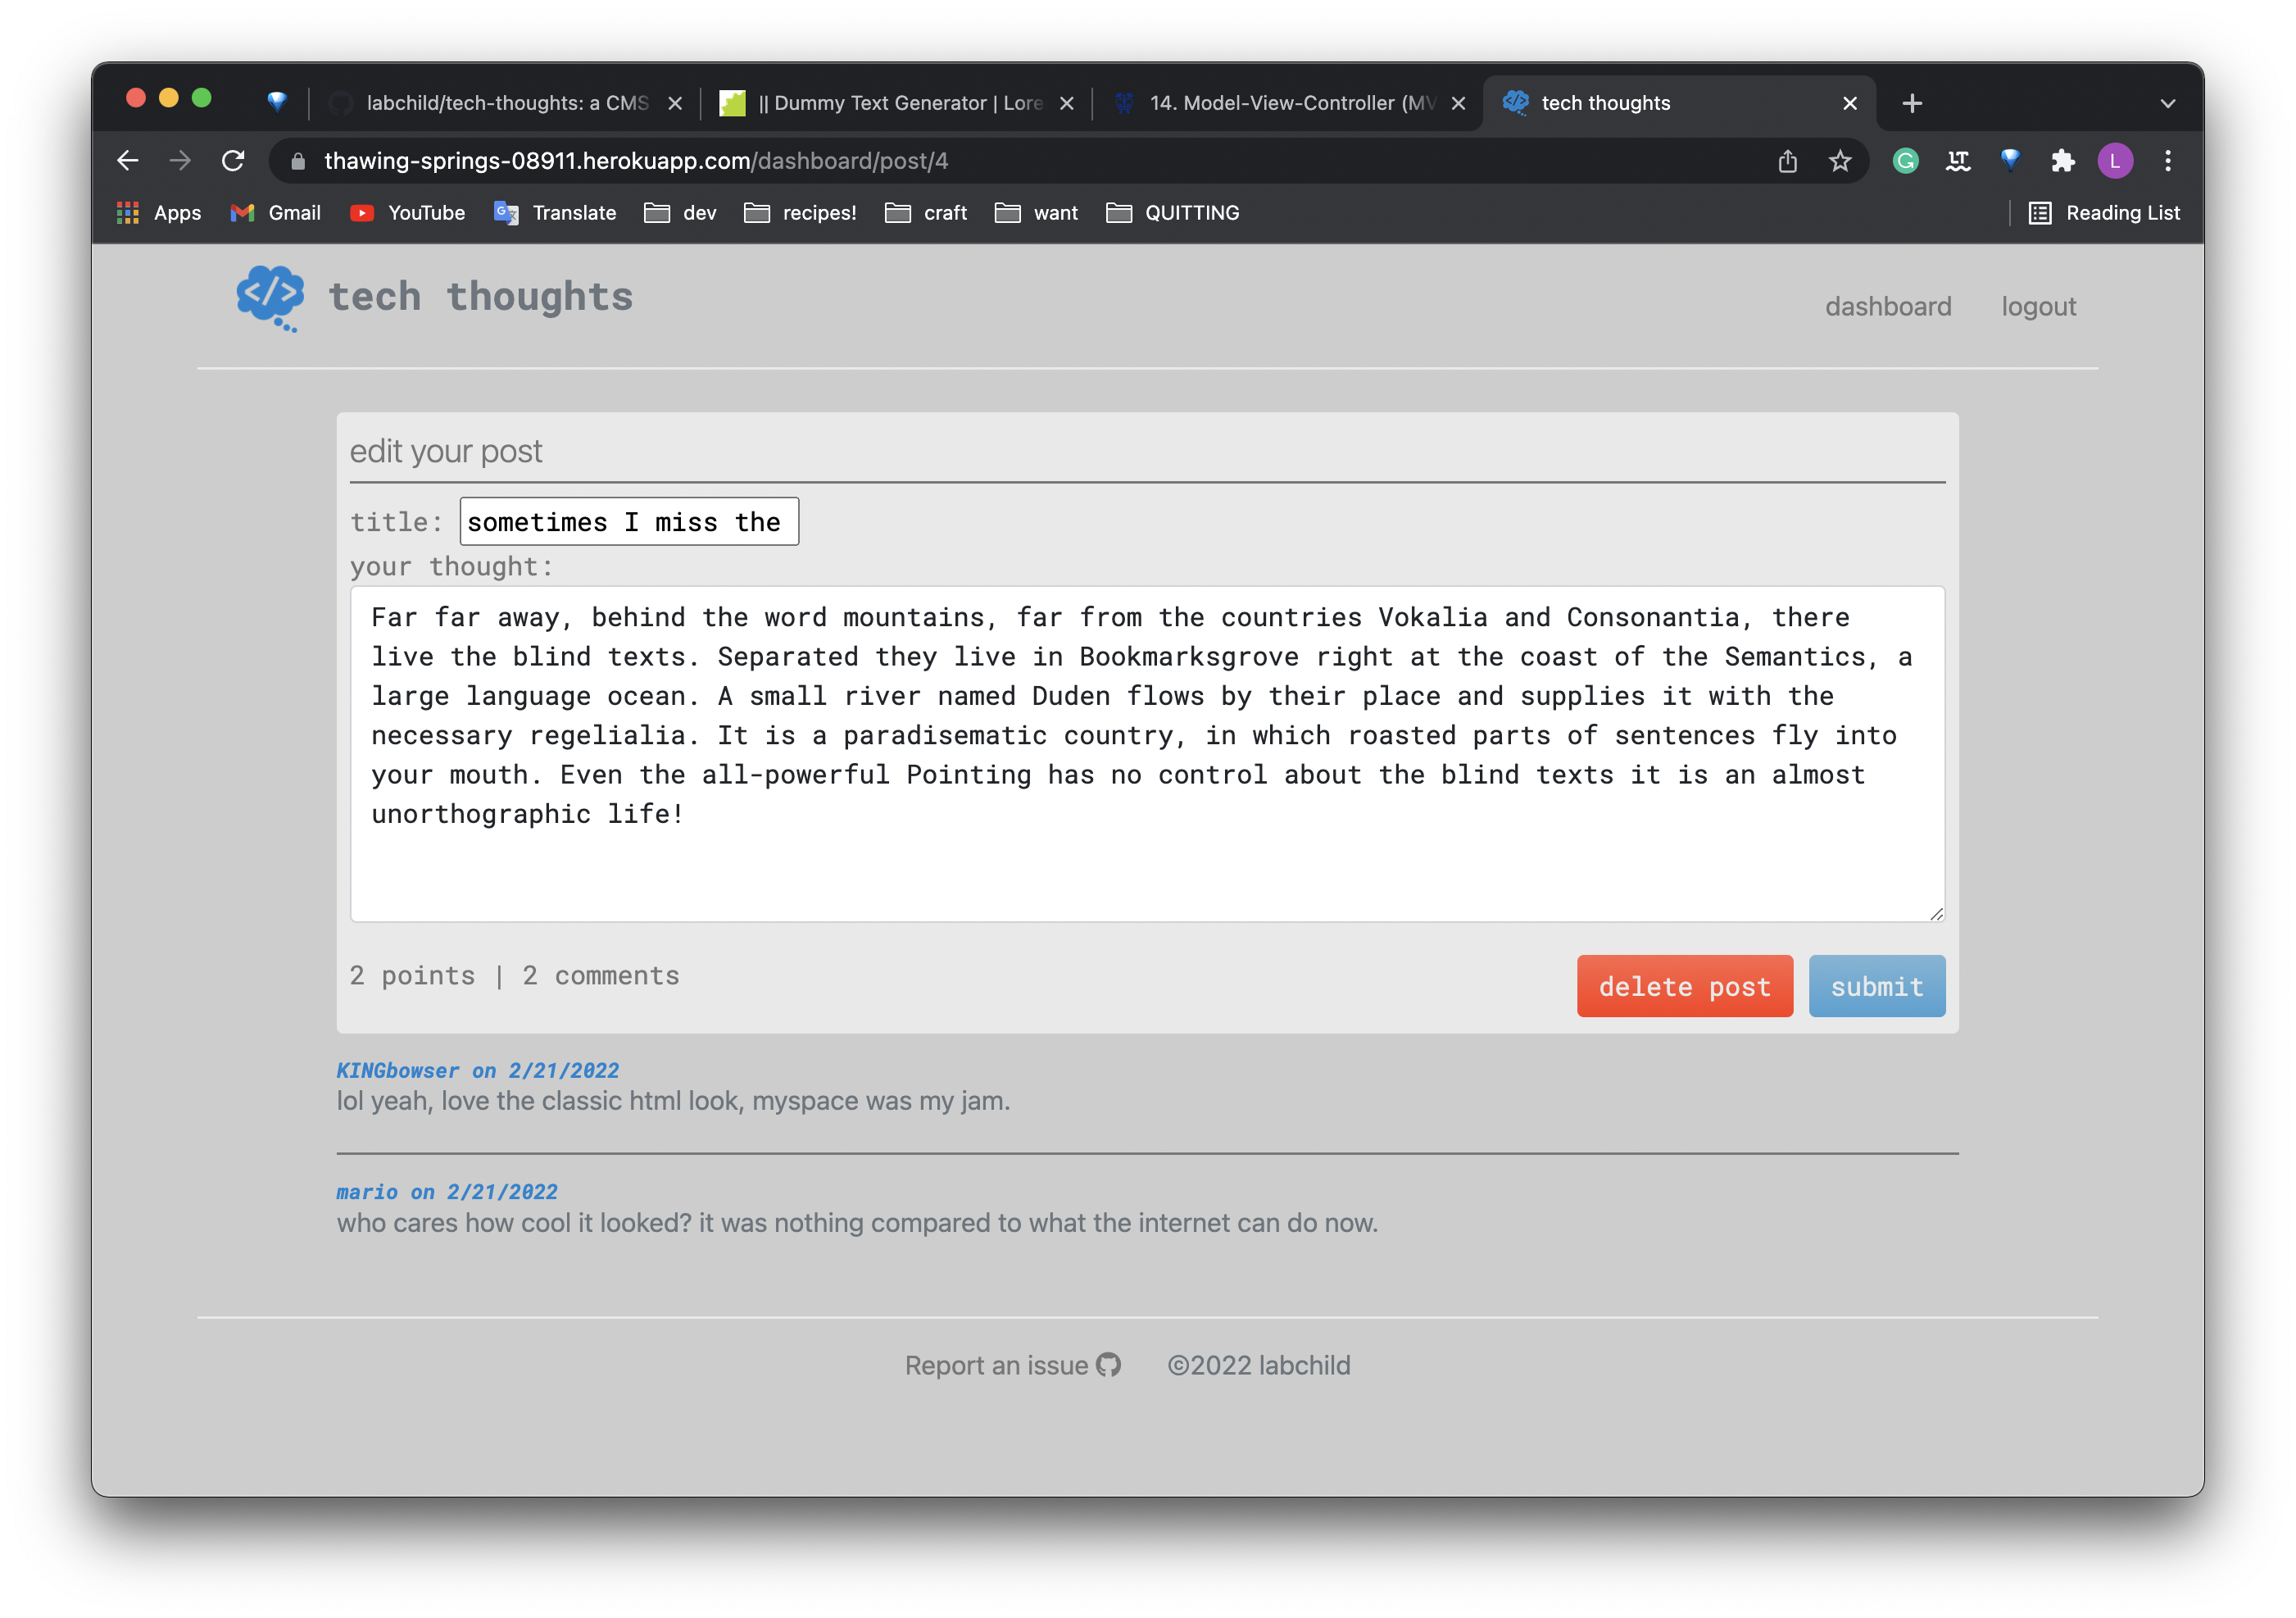 labchild/tech-thoughts: a CMS
|| Dummy Text Generator | Lore
14. Model-View-Controller (MV
tech thoughts
thawing-springs-08911.herokuapp.com/dashboard/post/4
L
Apps Gmail YouTube Translate dev recipes! craft want QUITTING Reading List
</> tech thoughts
dashboard logout
edit your post
title: sometimes I miss the
your thought:
Far far away, behind the word mountains, far from the countries Vokalia and Consonantia, there
live the blind texts. Separated they live in Bookmarksgrove right at the coast of the Semantics, a
large language ocean. A small river named Duden flows by their place and supplies it with the
necessary regelialia. It is a paradisematic country, in which roasted parts of sentences fly into
your mouth. Even the all-powerful Pointing has no control about the blind texts it is an almost
unorthographic life!
2 points | 2 comments
delete post submit
KINGbowser on 2/21/2022
lol yeah, love the classic html look, myspace was my jam.
mario on 2/21/2022
who cares how cool it looked? it was nothing compared to what the internet can do now.
Report an issue ©2022 labchild